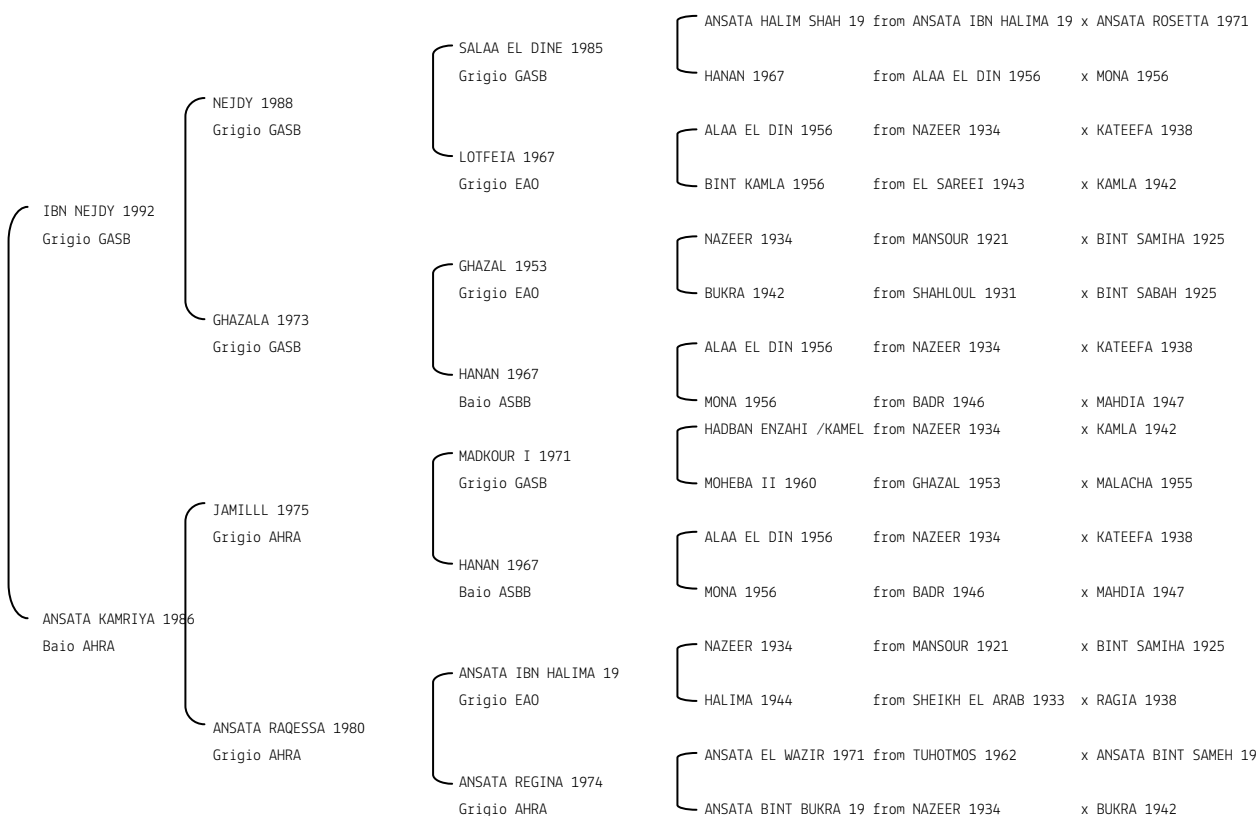 ANSATA HALIM SHAH 19 from ANSATA IBN HALIMA 19 x ANSATA ROSETTA 1971
SALAA EL DINE 1985
Grigio GASB
HANAN 1967 from ALAA EL DIN 1956 x MONA 1956
NEJDY 1988
Grigio GASB
ALAA EL DIN 1956 from NAZEER 1934 x KATEEFA 1938
LOTFEIA 1967
Grigio EAO
BINT KAMLA 1956 from EL SAREEI 1943 x KAMLA 1942
IBN NEJDY 1992
Grigio GASB
NAZEER 1934 from MANSOUR 1921 x BINT SAMIHA 1925
GHAZAL 1953
Grigio EAO
BUKRA 1942 from SHAHLOUL 1931 x BINT SABAH 1925
GHAZALA 1973
Grigio GASB
ALAA EL DIN 1956 from NAZEER 1934 x KATEEFA 1938
HANAN 1967
Baio ASBB
MONA 1956 from BADR 1946 x MAHDIA 1947
HADBAN ENZAHI /KAMEL from NAZEER 1934 x KAMLA 1942
MADKOUR I 1971
Grigio GASB
MOHEBA II 1960 from GHAZAL 1953 x MALACHA 1955
JAMILLL 1975
Grigio AHRA
ALAA EL DIN 1956 from NAZEER 1934 x KATEEFA 1938
HANAN 1967
Baio ASBB
MONA 1956 from BADR 1946 x MAHDIA 1947
ANSATA KAMRIYA 1986
Baio AHRA
NAZEER 1934 from MANSOUR 1921 x BINT SAMIHA 1925
ANSATA IBN HALIMA 19
Grigio EAO
HALIMA 1944 from SHEIKH EL ARAB 1933 x RAGIA 1938
ANSATA RAQESSA 1980
Grigio AHRA
ANSATA EL WAZIR 1971 from TUHOTMOS 1962 x ANSATA BINT SAMEH 19
ANSATA REGINA 1974
Grigio AHRA
ANSATA BINT BUKRA 19 from NAZEER 1934 x BUKRA 1942